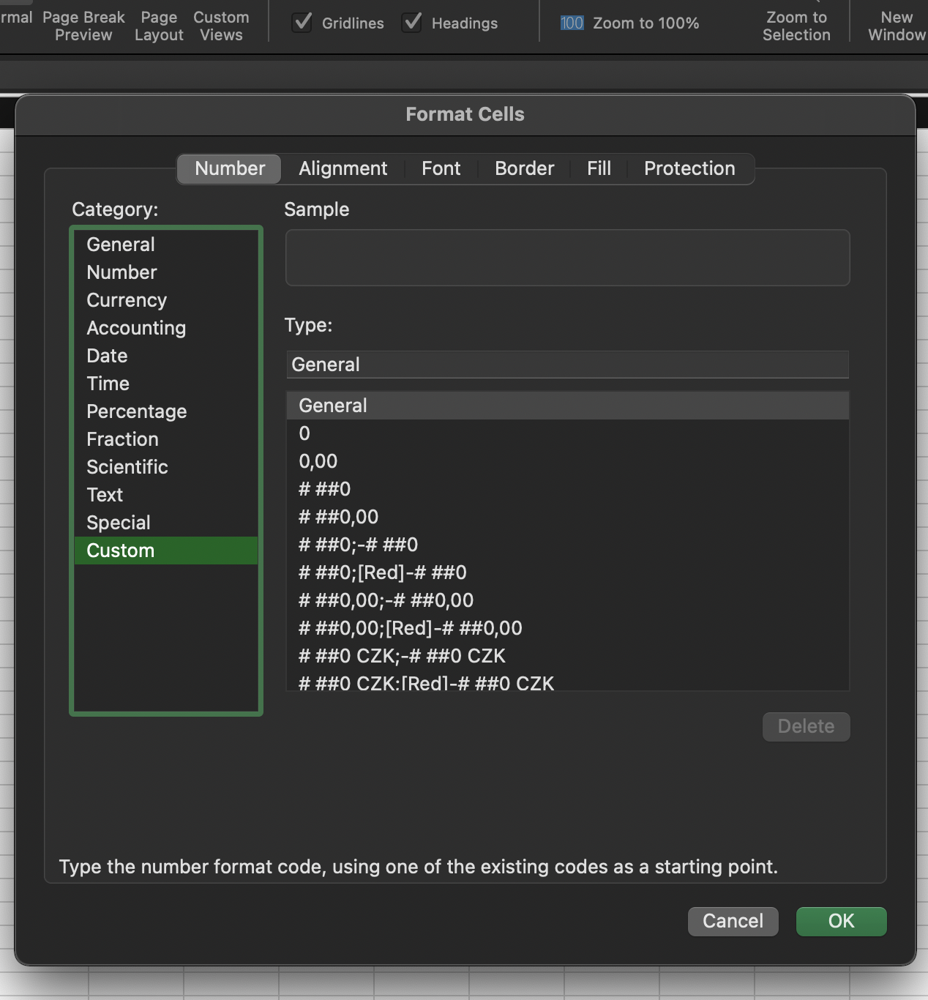 rmal Page Break Preview Page Layout Custom Views Gridlines Headings 100 Zoom to 100% Zoom to Selection New Window
Format Cells
Number Alignment Font Border Fill Protection
Category: Sample
General
Number
Currency
Accounting
Date
Time
Percentage
Fraction
Scientific
Text
Special
Custom
Type:
General
General
0
0,00
# ##0
# ##0,00
# ##0;-# ##0
# ##0;[Red]-# ##0
# ##0,00;-# ##0,00
# ##0,00;[Red]-# ##0,00
# ##0 CZK;-# ##0 CZK
# ##0 CZK;[Red]-# ##0 CZK
Delete
Type the number format code, using one of the existing codes as a starting point.
Cancel OK